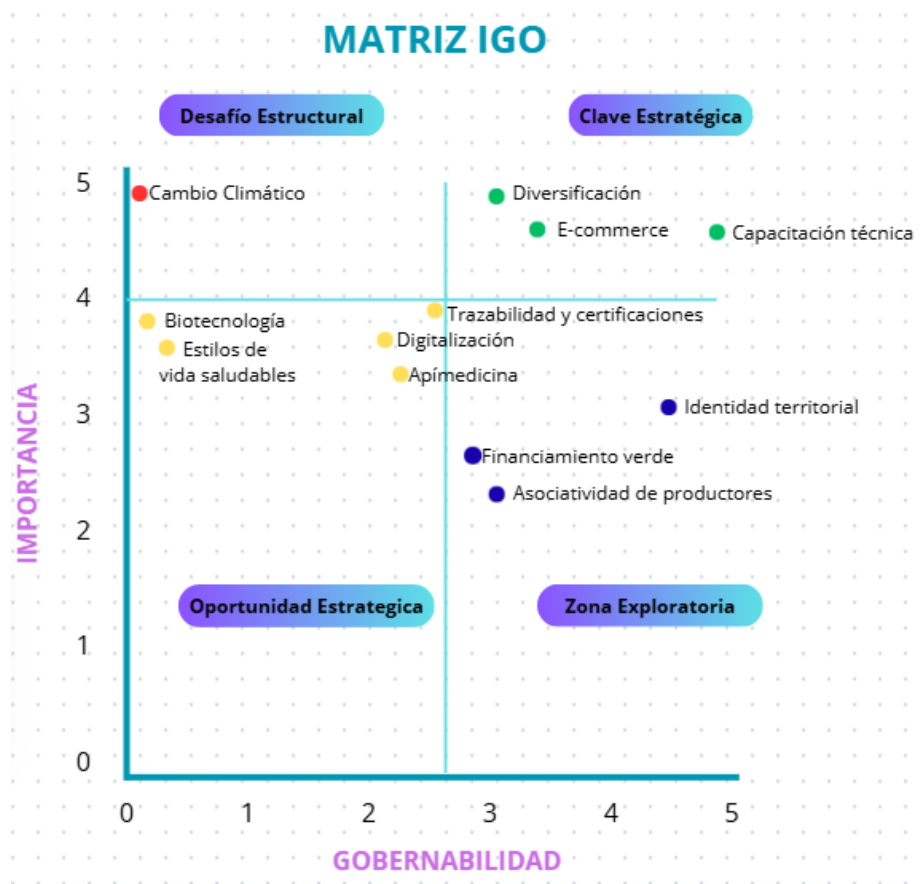 MATRIZ IGO
Desafío Estructural
Clave Estratégica
5
Cambio Climático
Diversificación
E-commerce
Capacitación técnica
4
Trazabilidad y certificaciones
Biotecnología
Digitalización
Estilos de
vida saludables
Apímedicina
3
Identidad territorial
Financiamiento verde
Asociatividad de productores
IMPORTANCIA
2
Oportunidad Estrategica
Zona Exploratoria
1
0
0 1 2 3 4 5
GOBERNABILIDAD